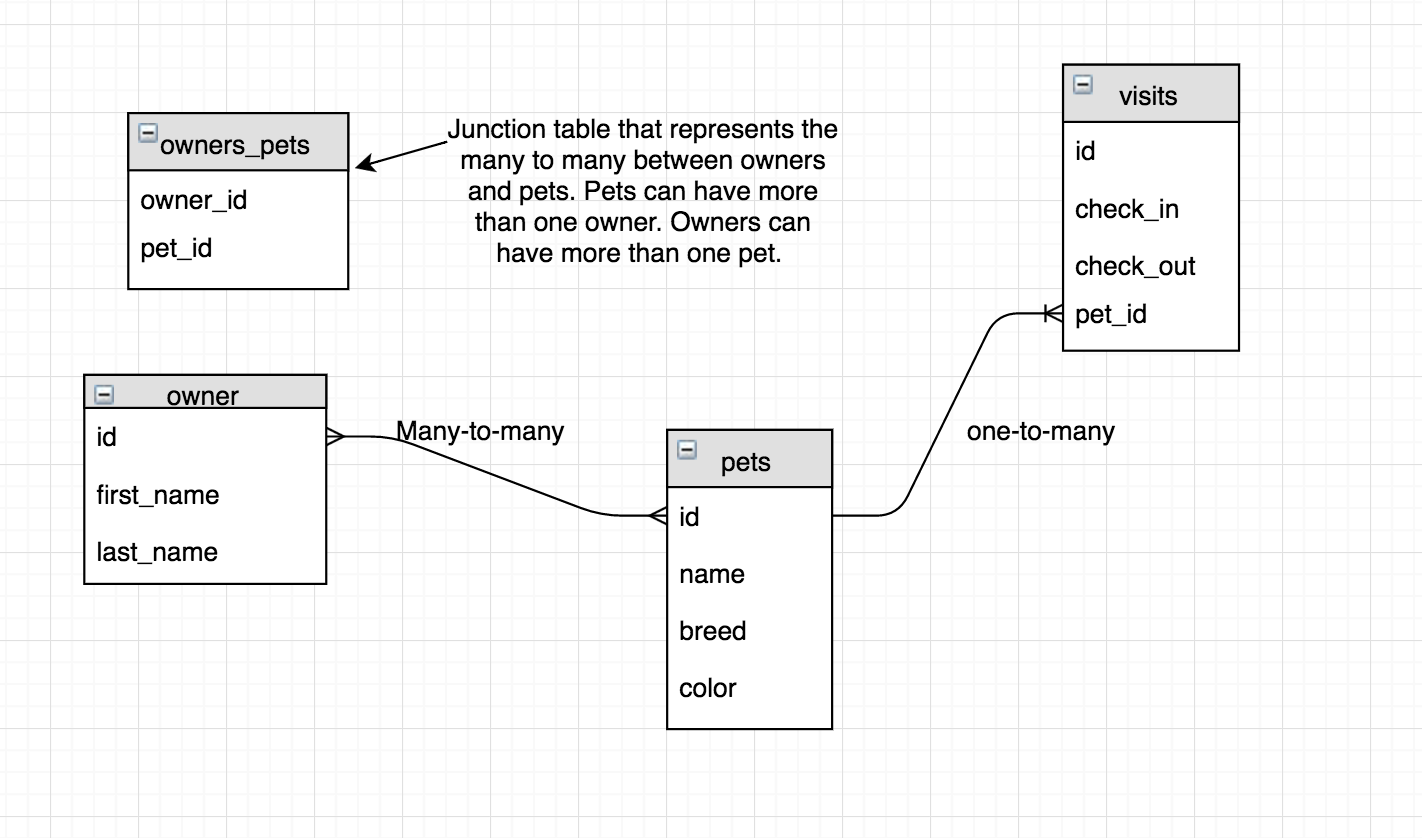 owners_pets
owner_id
pet_id
Junction table that represents the
many to many between owners
and pets. Pets can have more
than one owner. Owners can
have more than one pet.
visits
id
check_in
check_out
pet_id
owner
id
first_name
last_name
Many-to-many
pets
id
name
breed
color
one-to-many